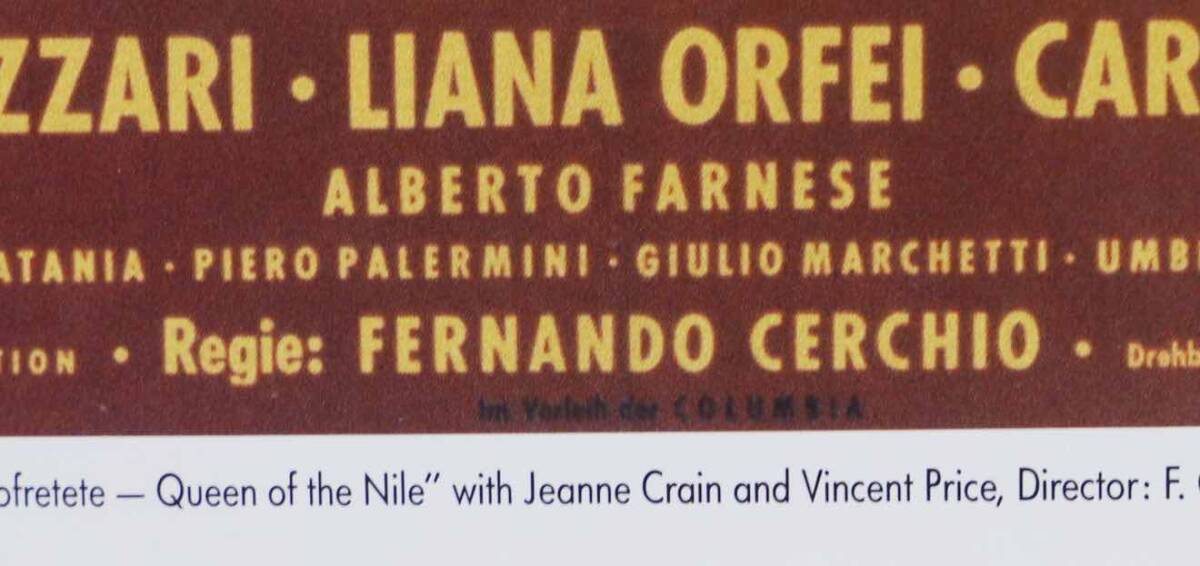 ZZARI · LIANA ORFEI · CAR
ALBERTO FARNESE
ATANIA · PIERO PALERMINI · GIULIO MARCHETTI · UMB
TION · Regie: FERNANDO CERCHIO · Drehb
Im Verleih der COLUMBIA
ofretete – Queen of the Nile” with Jeanne Crain and Vincent Price, Director: F.